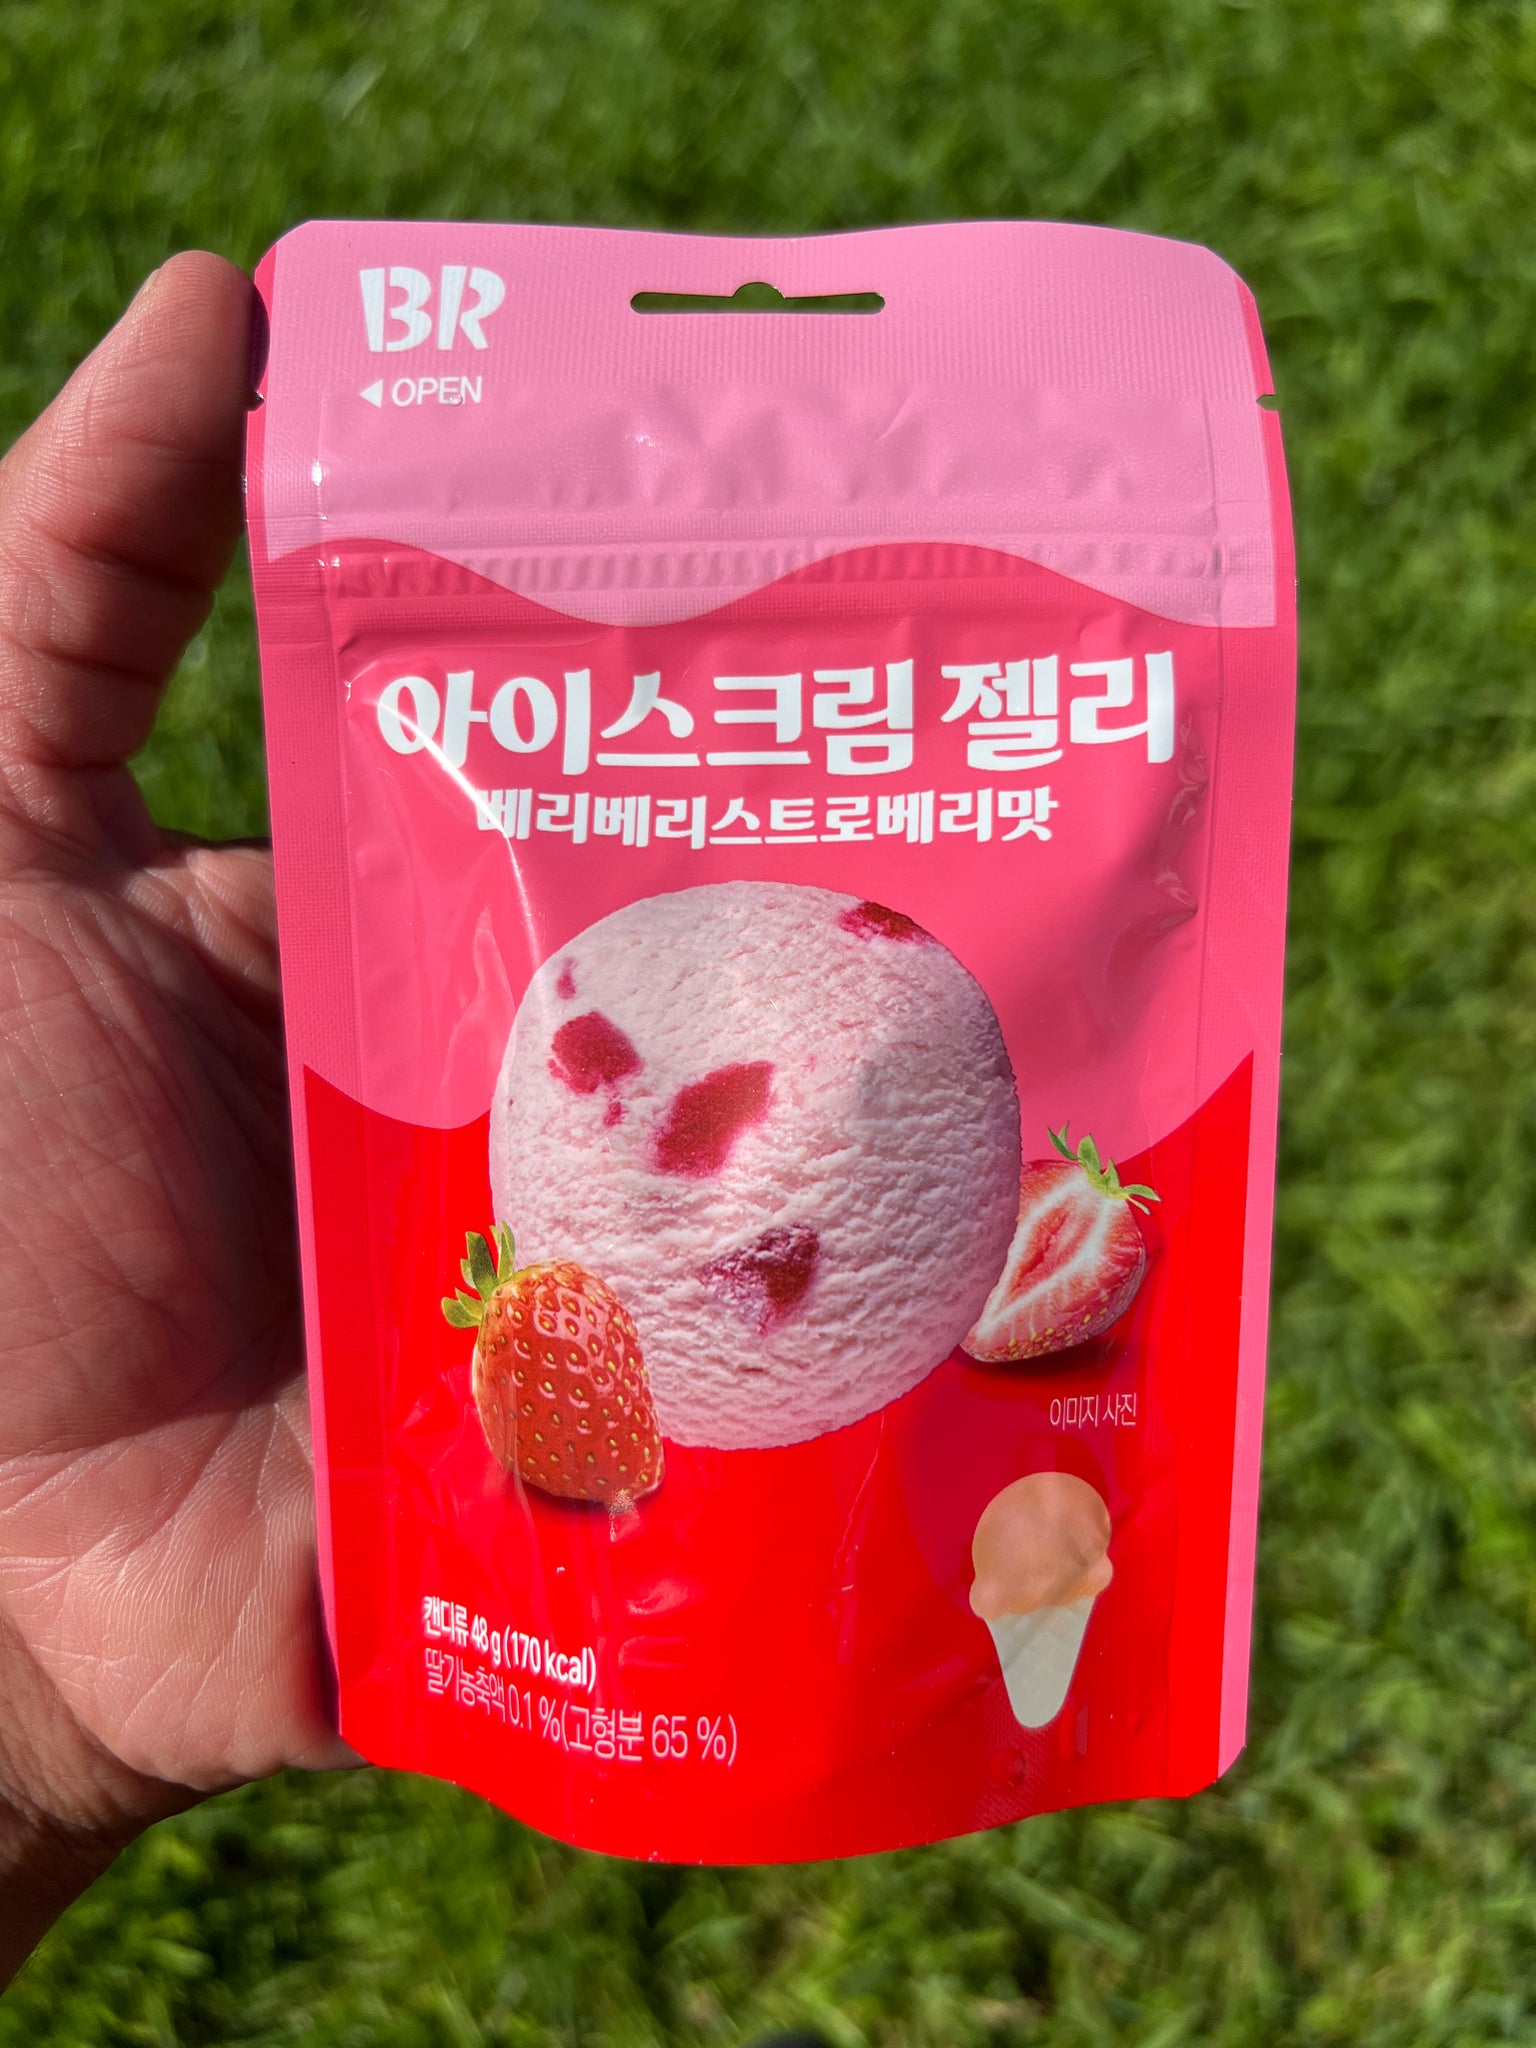 BR
◀ OPEN
아이스크림 젤리
베리베리스트로베리맛
이미지 사진
캔디류 48 g (170 kcal)
딸기농축액 0.1 %(고형분 65 %)